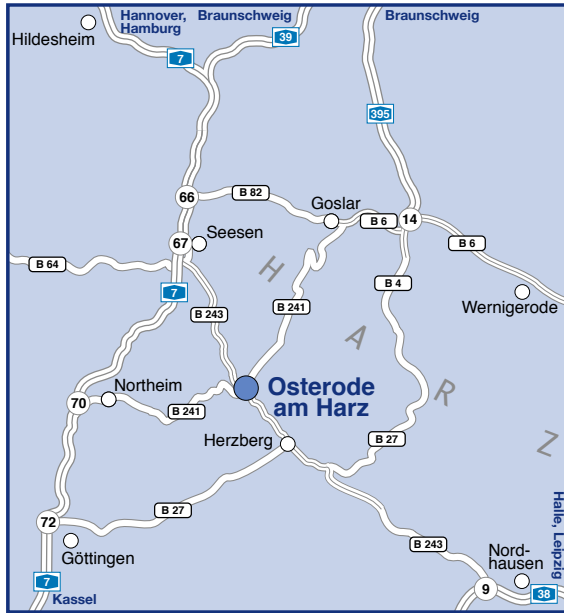 Hannover, Braunschweig
Hamburg
Braunschweig
Hildesheim
39
7
395
66
B 82
Goslar
B 6
14
67
Seesen
B 6
B 64
H
7
B 4
B 243
B 241
Wernigerode
A
Osterode
am Harz
Northeim
R
70
B 241
Herzberg
B 27
Z
B 27
72
Göttingen
B 243
Halle, Leipzig
Nord-
hausen
7
9
38
Kassel